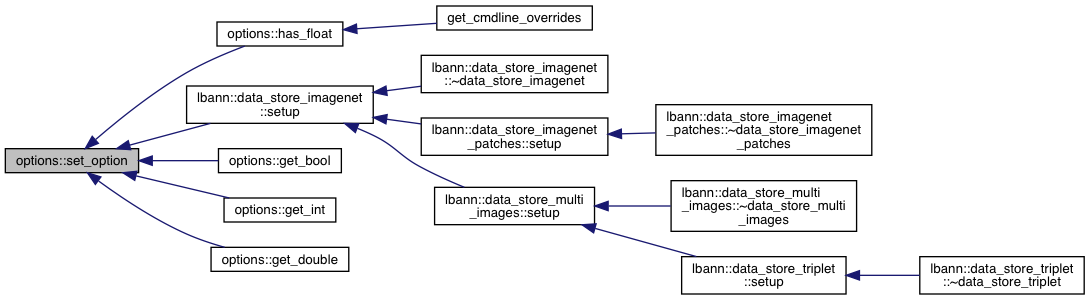 get_cmdline_overrides
options::has_float
lbann::data_store_imagenet
::~data_store_imagenet
lbann::data_store_imagenet
::setup
lbann::data_store_imagenet
_patches::~data_store_imagenet
_patches
lbann::data_store_imagenet
_patches::setup
options::set_option
options::get_bool
lbann::data_store_multi
_images::~data_store_multi
_images
lbann::data_store_multi
_images::setup
options::get_int
options::get_double
lbann::data_store_triplet
::setup
lbann::data_store_triplet
::~data_store_triplet